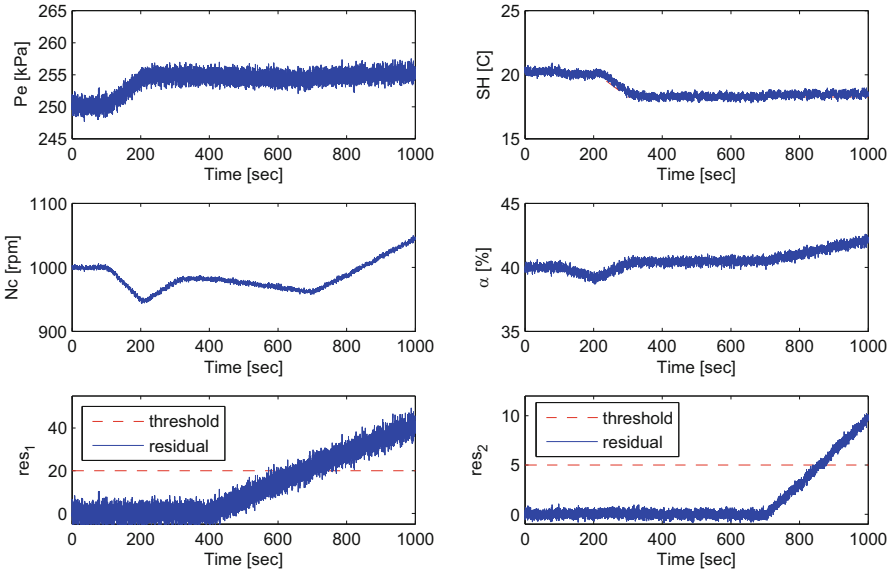 265
260
255
250
245
Pe [kPa]
0 200 400 600 800 1000
Time [sec]
25
20
15
SH [C]
0 200 400 600 800 1000
Time [sec]
1100
1000
900
Nc [rpm]
0 200 400 600 800 1000
Time [sec]
45
40
35
α [%]
0 200 400 600 800 1000
Time [sec]
40
20
0
res1
threshold
residual
0 200 400 600 800 1000
Time [sec]
10
5
0
res2
threshold
residual
0 200 400 600 800 1000
Time [sec]